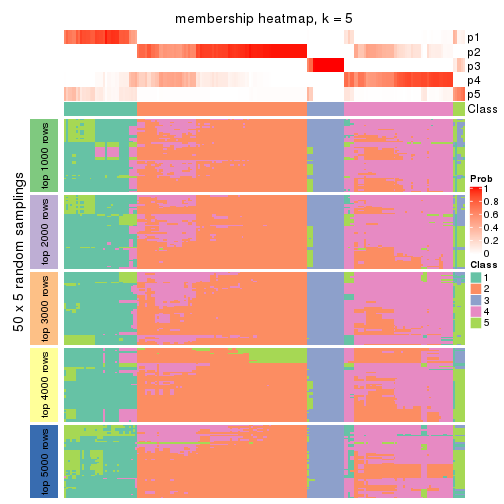 membership heatmap, k = 5
p1
p2
p3
p4
p5
Class
50 x 5 random samplings
top 1000 rows
top 2000 rows
top 3000 rows
top 4000 rows
top 5000 rows
Prob
1
0.8
0.6
0.4
0.2
0
Class
1
2
3
4
5